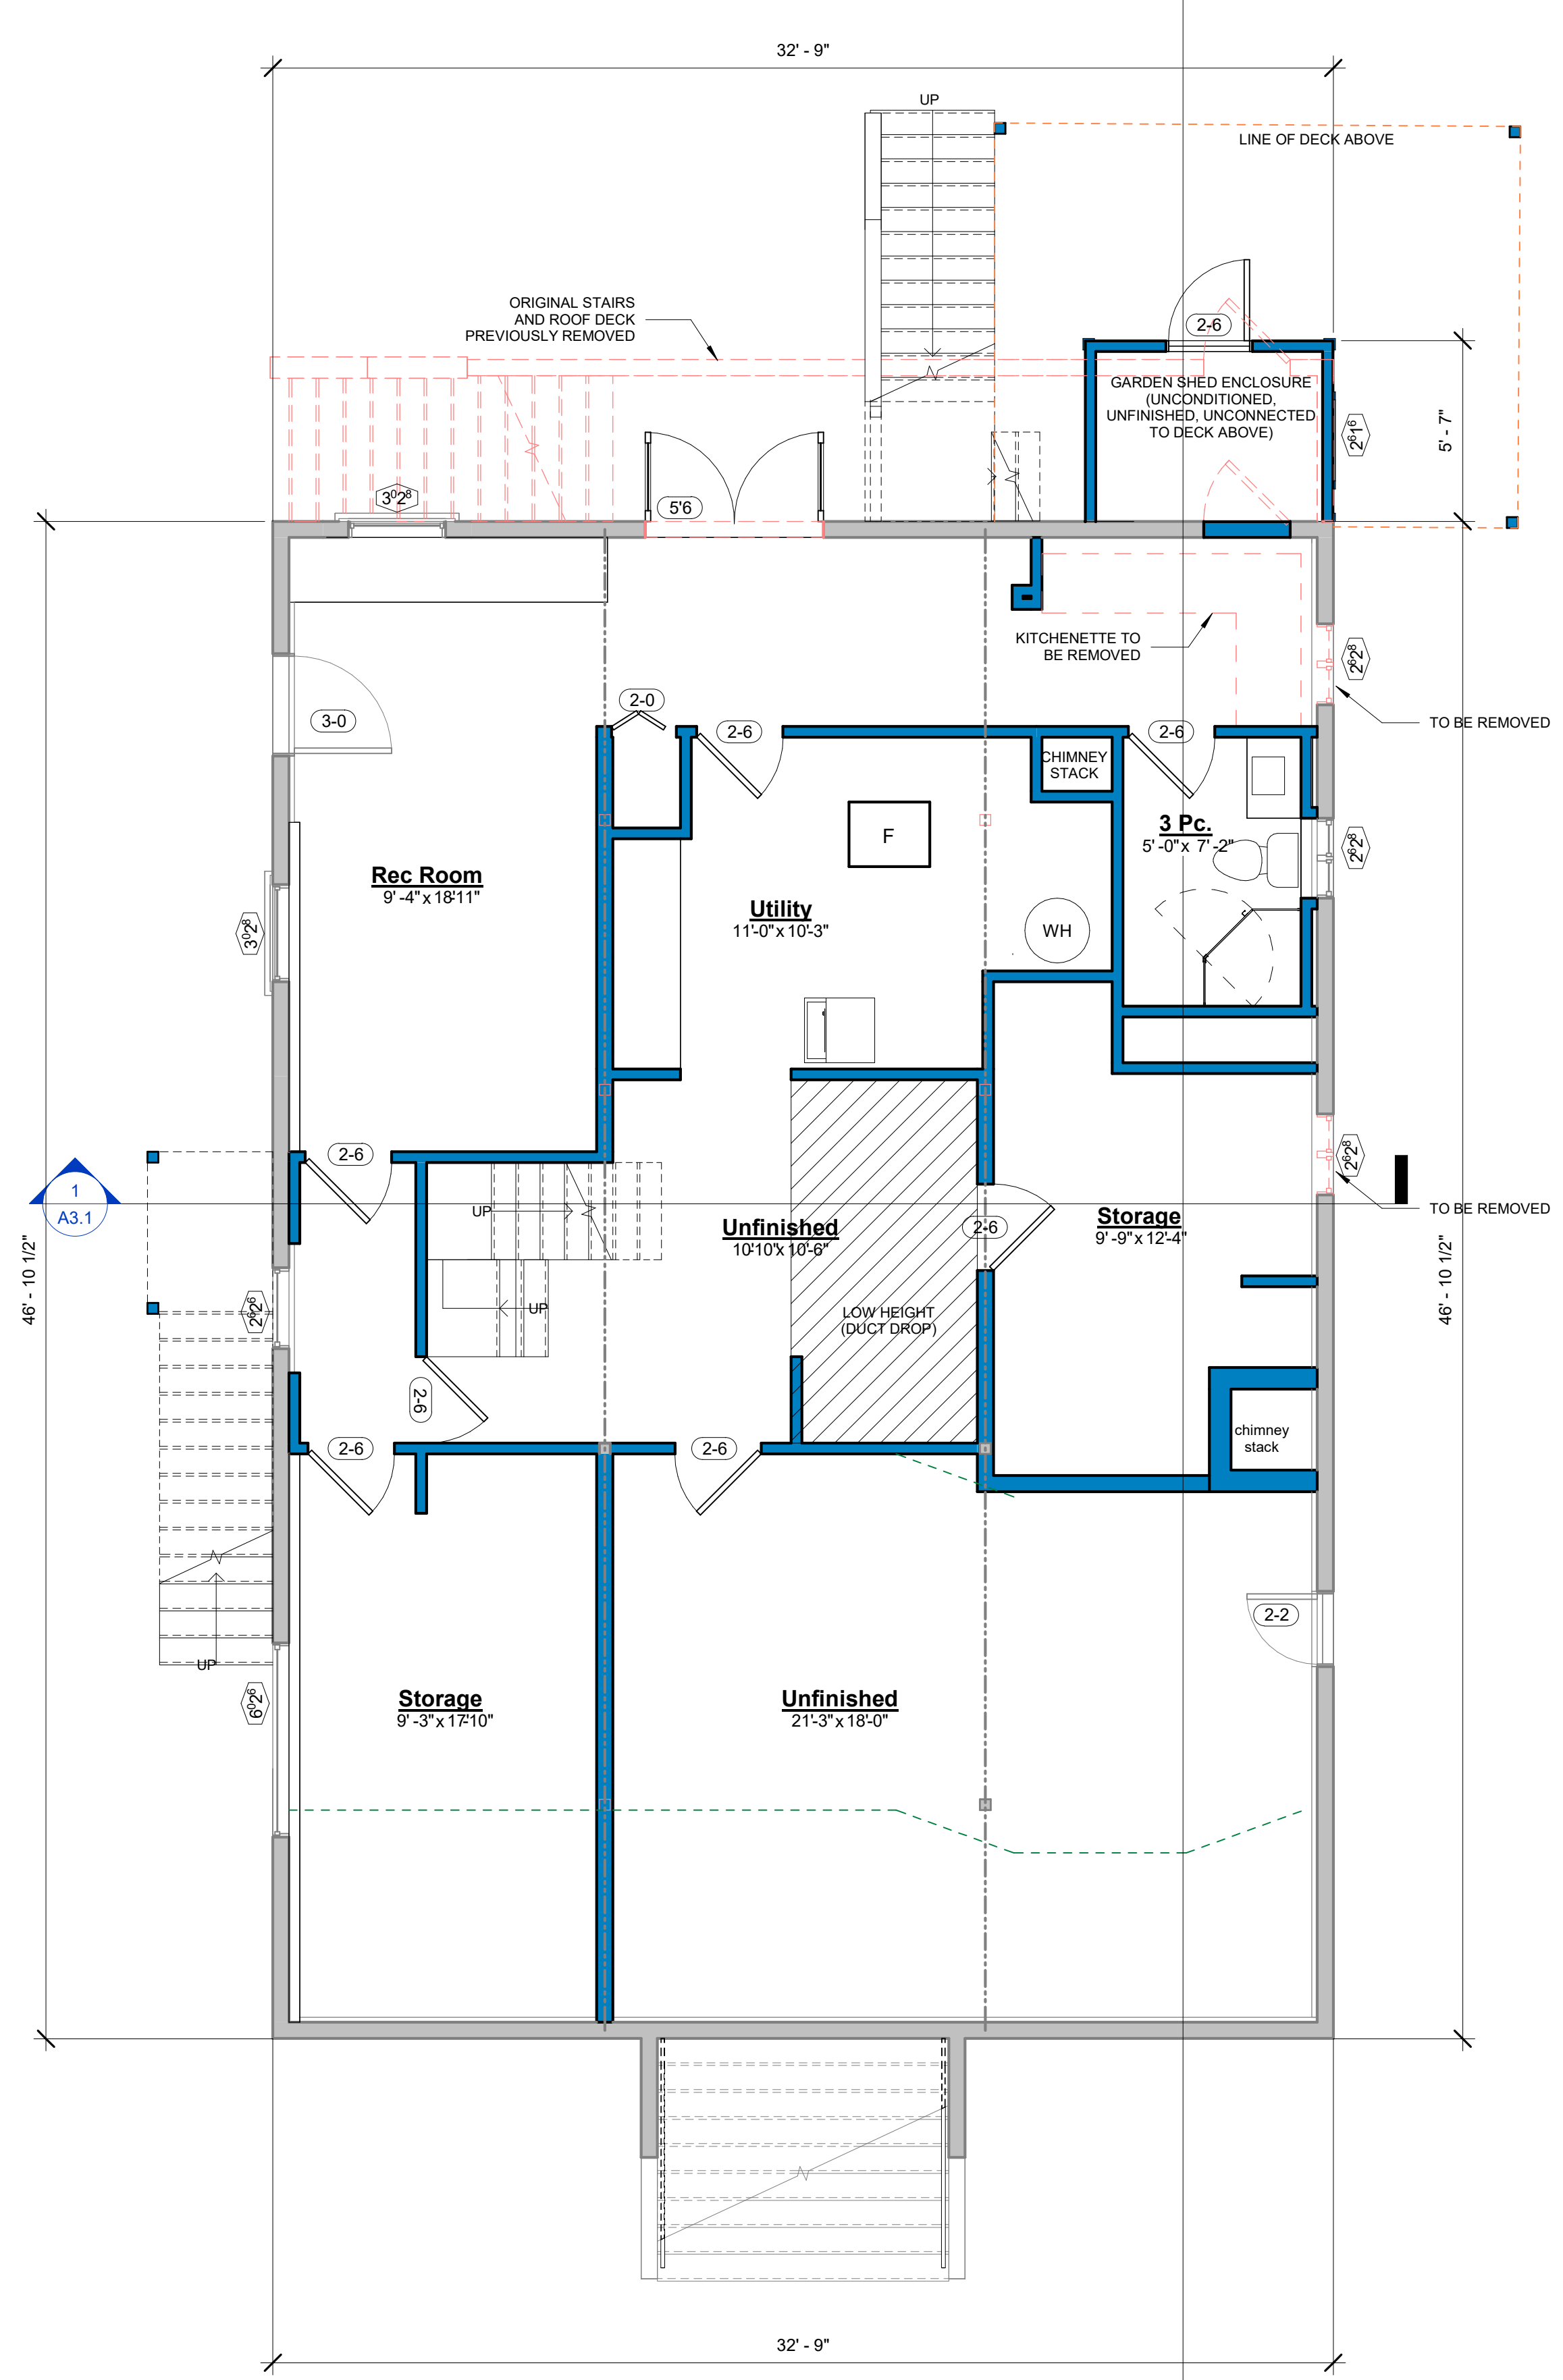 32' - 9"
UP
LINE OF DECK ABOVE
ORIGINAL STAIRS
AND ROOF DECK
PREVIOUSLY REMOVED
2-6
GARDEN SHED ENCLOSURE
(UNCONDITIONED,
UNFINISHED, UNCONNECTED
TO DECK ABOVE)
2⁶1⁶
5' - 7"
3⁰2⁸
5'6
KITCHENETTE TO
BE REMOVED
2⁶2⁸
TO BE REMOVED
3-0
2-0
2-6
2-6
CHIMNEY
STACK
3 Pc.
5' -0" x 7' -2"
2⁶2⁸
F
Rec Room
9' -4" x 18'11"
Utility
11'-0" x 10'-3"
WH
3⁰2⁸
2-6
2⁶2⁸
1
A3.1
UP
TO BE REMOVED
Storage
9' -9" x 12'-4"
Unfinished
10'10" x 10'-6"
2-6
46' - 10 1/2"
46' - 10 1/2"
2⁶2⁶
UP
LOW HEIGHT
(DUCT DROP)
2-6
2-6
2-6
chimney
stack
2-2
UP
6⁰2⁶
Storage
9' -3" x 17'10"
Unfinished
21'-3" x 18'-0"
32' - 9"